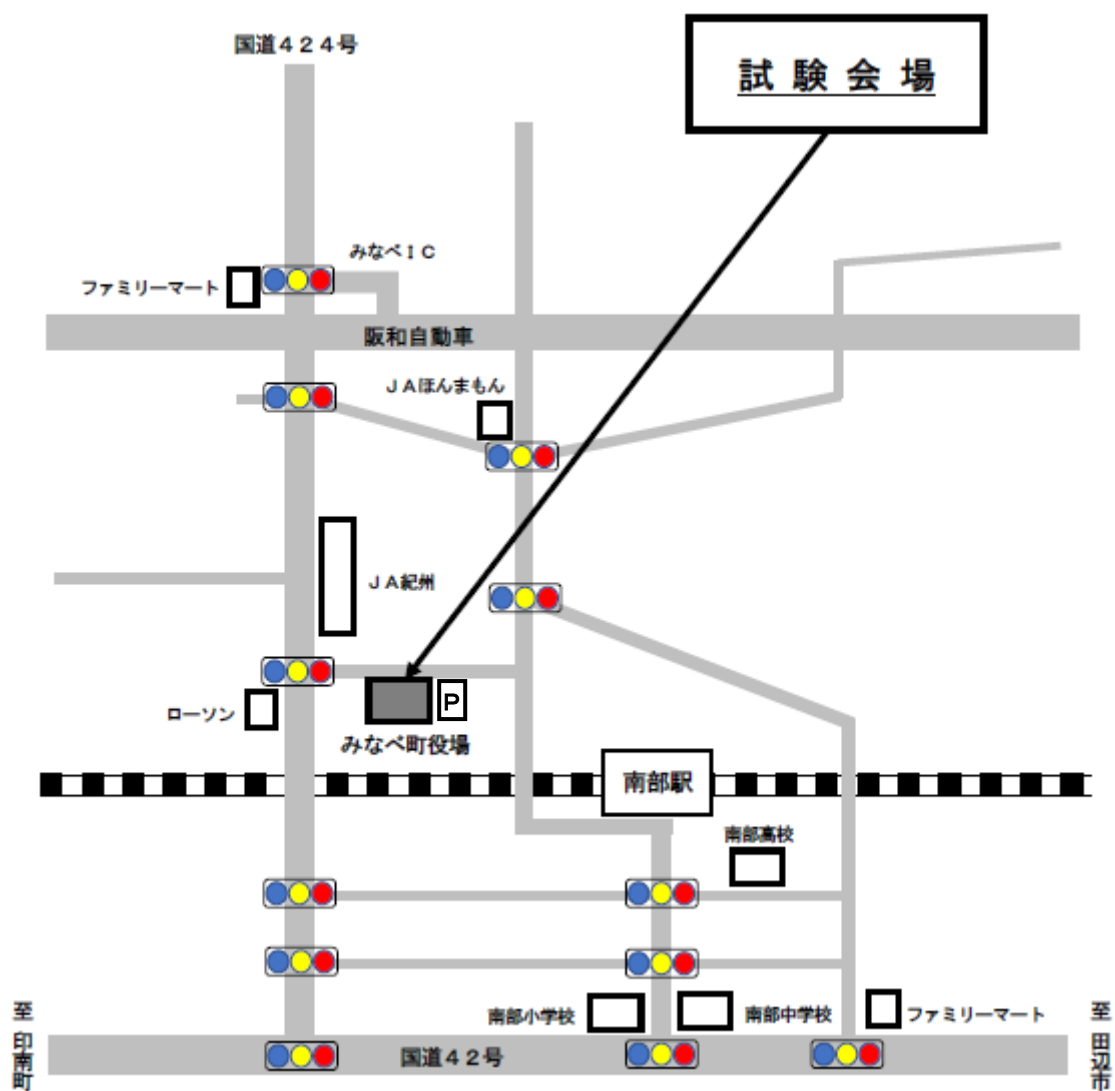 国道４２４号
試 験 会 場
みなべＩＣ
ファミリーマート
阪和自動車
ＪＡほんまもん
ＪＡ紀州
ローソン
P
みなべ町役場
南部駅
南部高校
南部小学校
南部中学校
ファミリーマート
至 印南町
国道４２号
至 田辺市